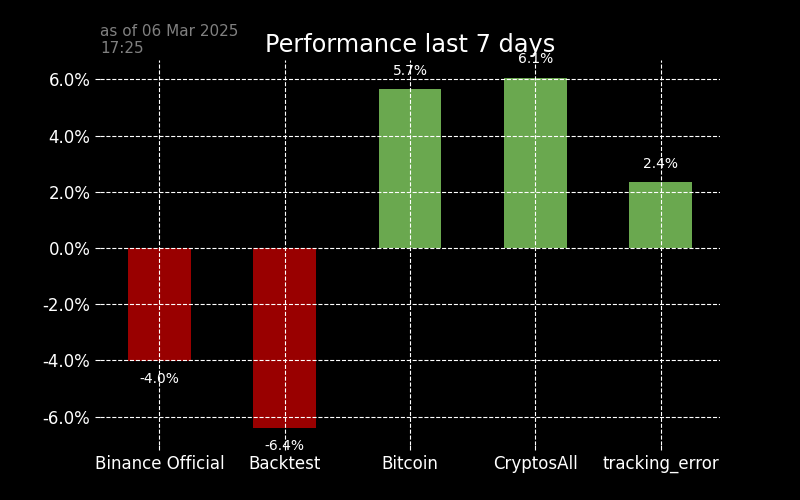 as of 06 Mar 2025
17:25
Performance last 7 days
6.0%
4.0%
2.0%
0.0%
-2.0%
-4.0%
-6.0%
-4.0%
-6.4%
5.7%
6.1%
2.4%
Binance Official
Backtest
Bitcoin
CryptosAll
tracking_error